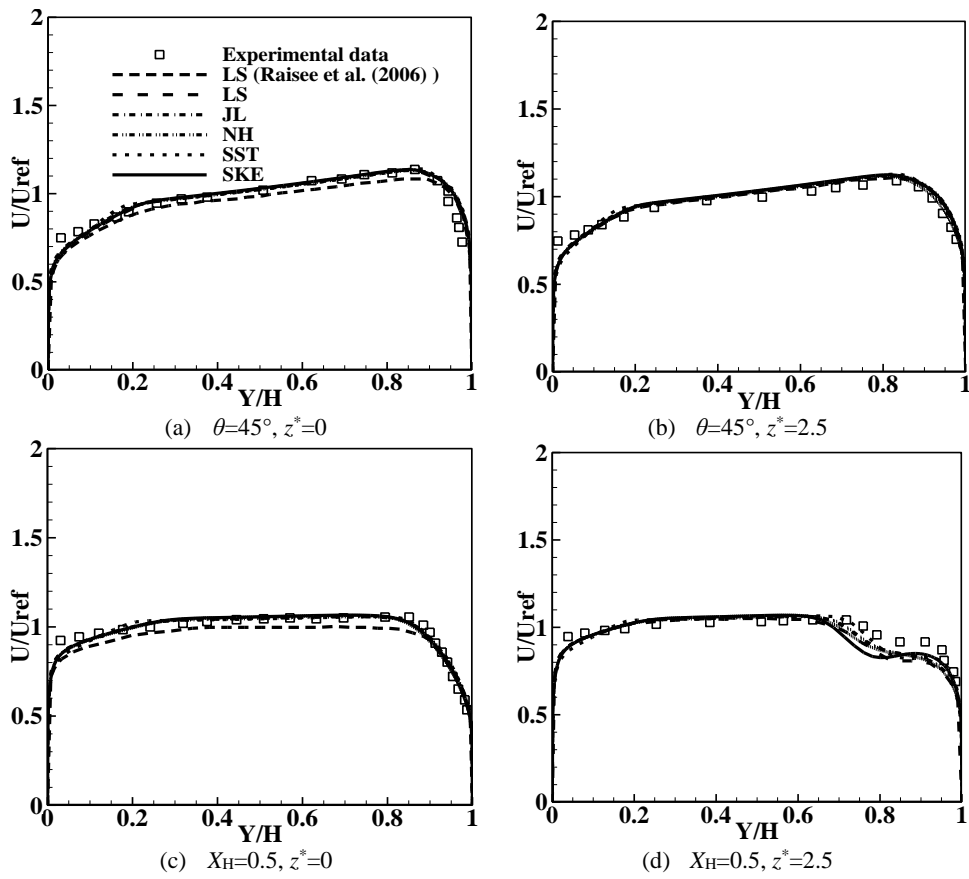 2
1.5
1
0.5
0
U/Uref
Experimental data
LS (Raisee et al. (2006) )
LS
JL
NH
SST
SKE
0 0.2 0.4 0.6 0.8 1
Y/H
(a) θ=45°, z*=0
2
1.5
1
0.5
0
U/Uref
0 0.2 0.4 0.6 0.8 1
Y/H
(b) θ=45°, z*=2.5
2
1.5
1
0.5
0
U/Uref
0 0.2 0.4 0.6 0.8 1
Y/H
(c) XH=0.5, z*=0
2
1.5
1
0.5
0
U/Uref
0 0.2 0.4 0.6 0.8 1
Y/H
(d) XH=0.5, z*=2.5